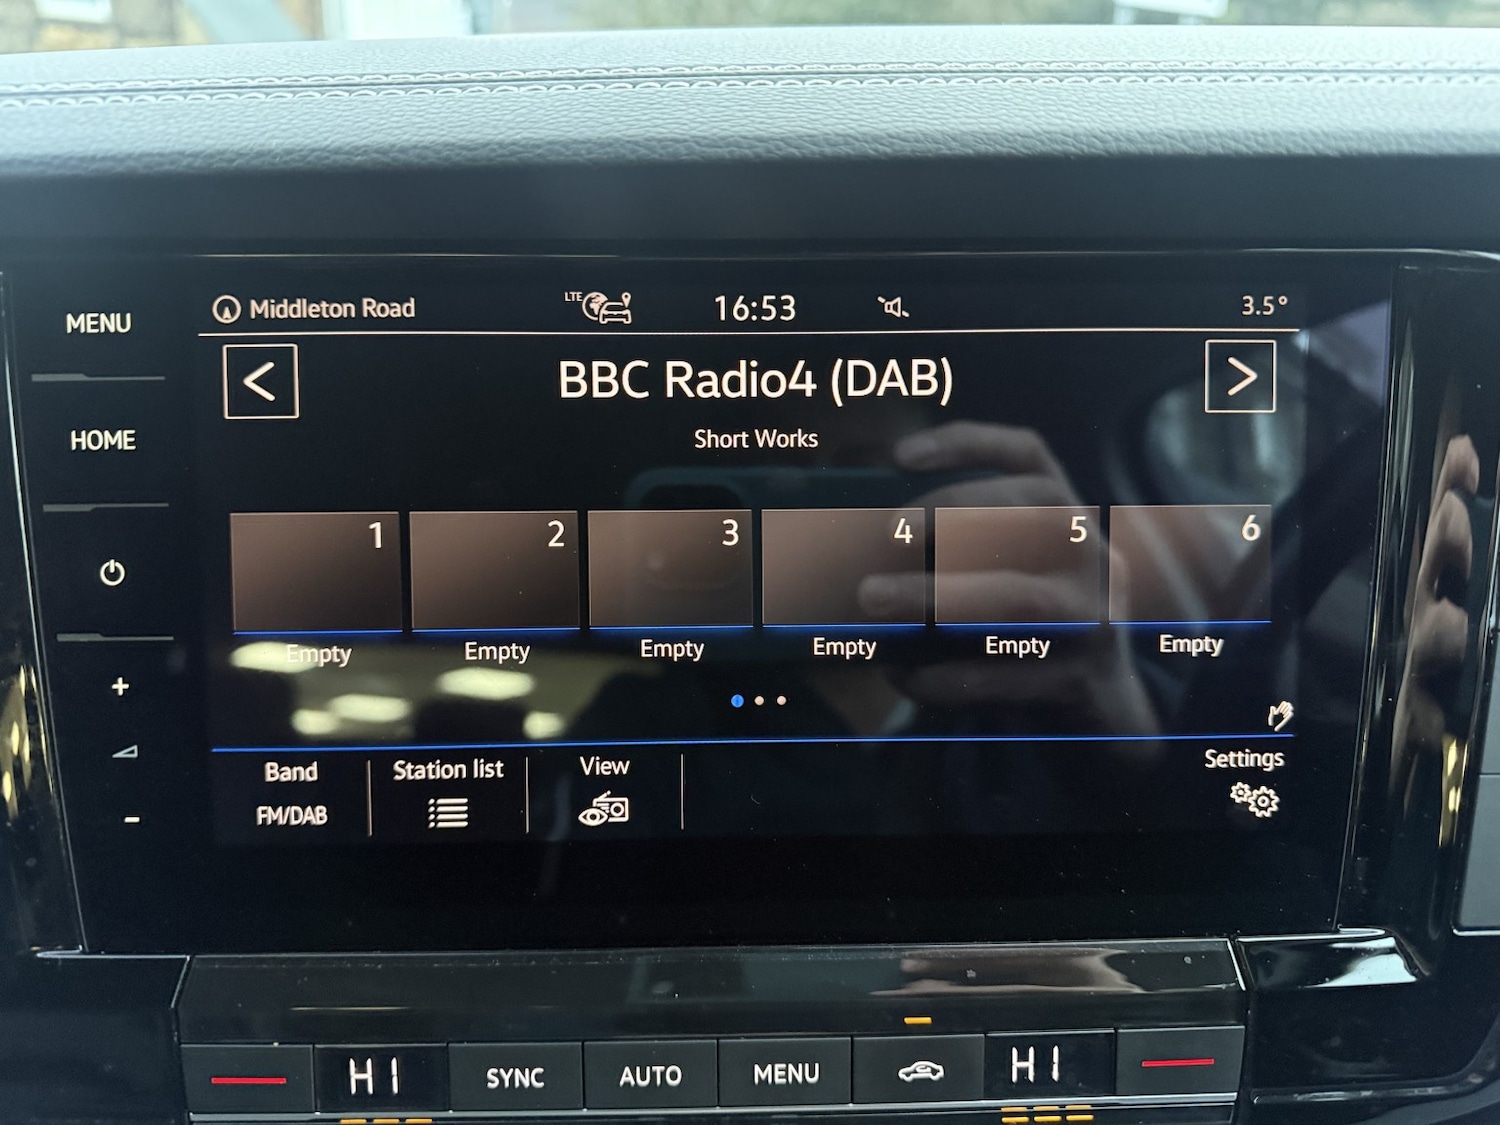 MENU
HOME
Middleton Road
LTE
16:53
3.5°
< BBC Radio4 (DAB) >
Short Works
1 2 3 4 5 6
Empty Empty Empty Empty Empty Empty
Band
FM/DAB
Station list
View
Settings
+
-
HI SYNC AUTO MENU HI